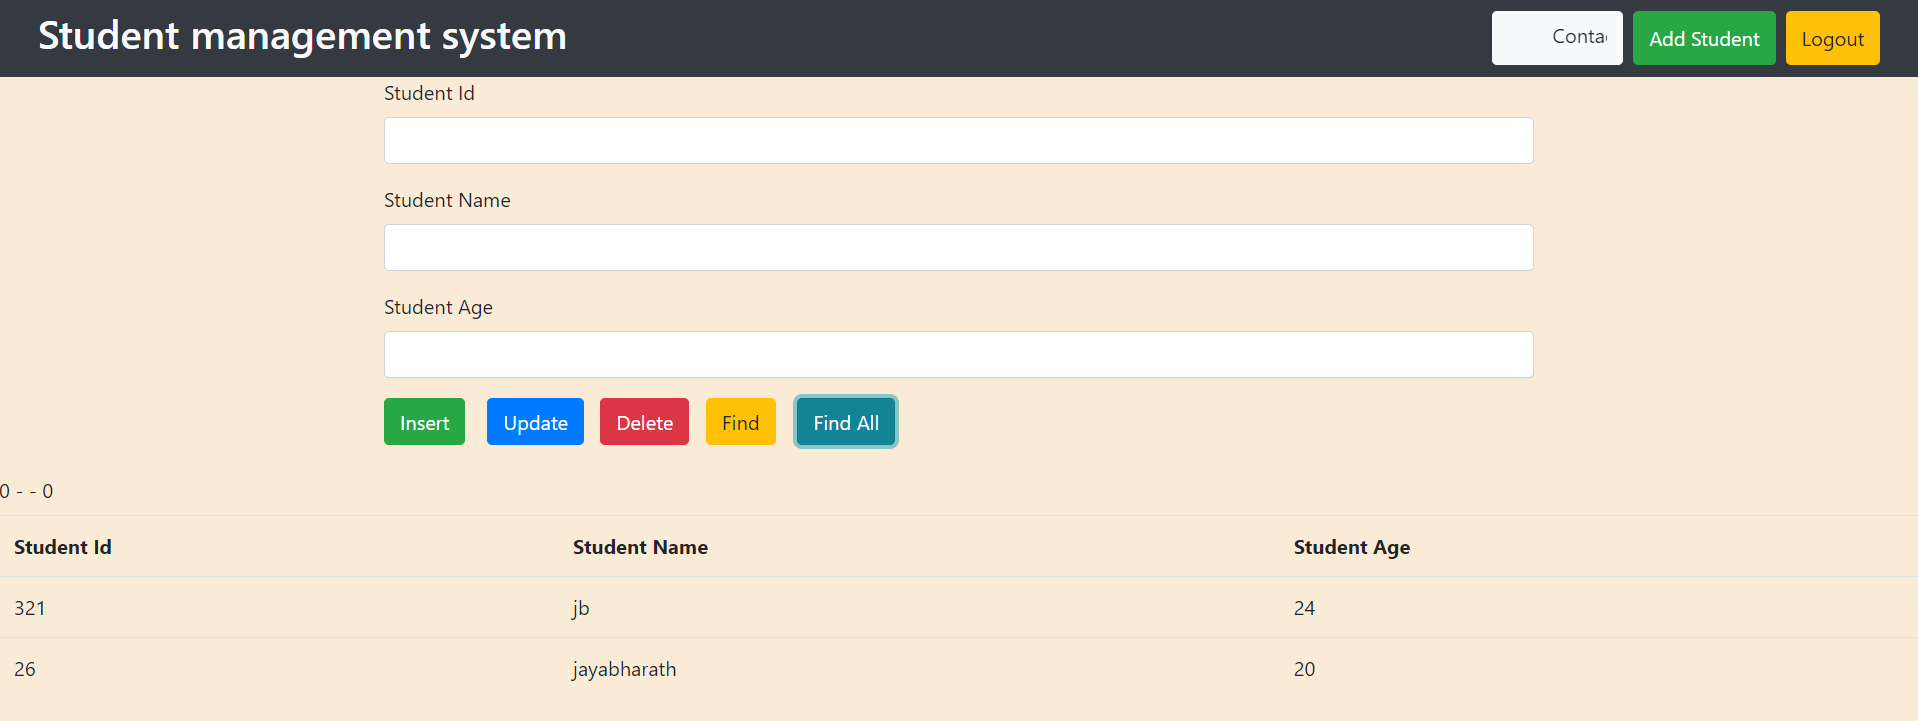 Student management system
Add Student
Logout
Student Id
Student Name
Student Age
Insert Update Delete Find Find All
0 - - 0
Student Id Student Name Student Age
321 jb 24
26 jayabharath 20